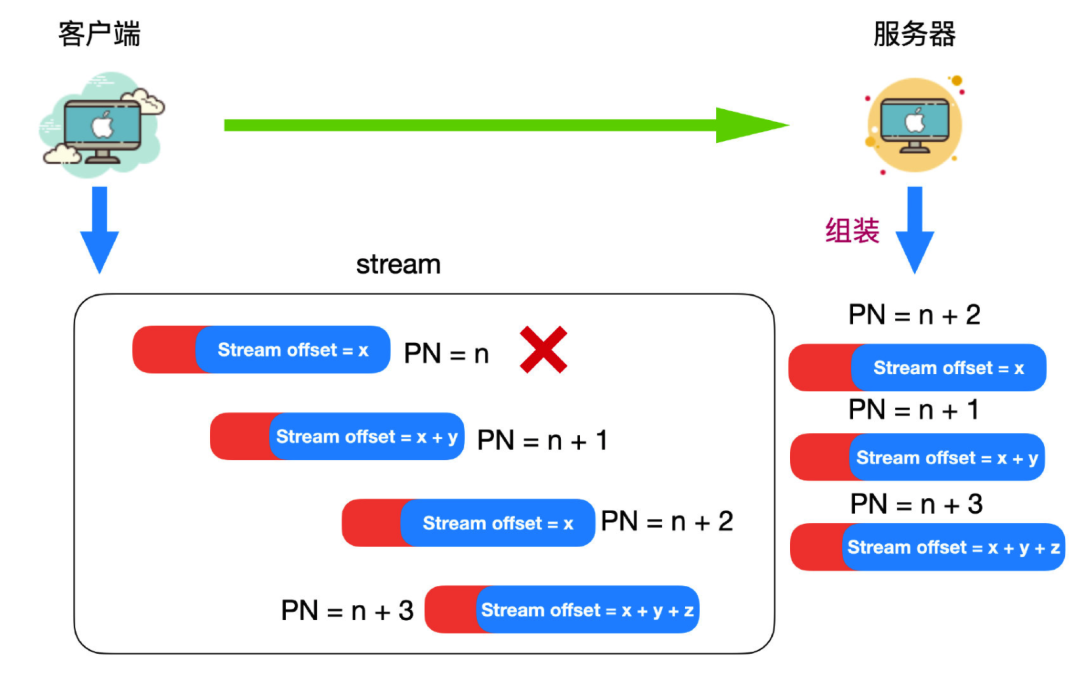 客户端
服务器
组装
stream
Stream offset = x
PN = n
Stream offset = x + y
PN = n + 1
Stream offset = x
PN = n + 2
PN = n + 3
Stream offset = x + y + z
PN = n + 2
Stream offset = x
PN = n + 1
Stream offset = x + y
PN = n + 3
Stream offset = x + y + z